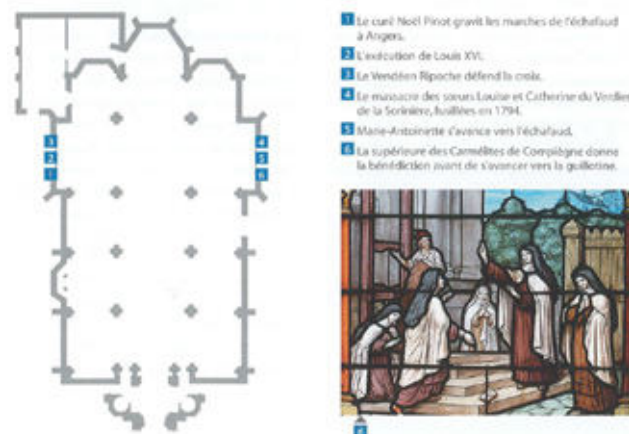 1 Le curé Noël Pinot gravit les marches de l'échafaud
à Angers.
2 L'exécution de Louis XVI.
3 Le Vendéen Ripoche défend la croix.
4 Le massacre des sœurs Louise et Catherine du Verdier
de la Sorinière, fusillées en 1794.
5 Marie-Antoinette s'avance vers l'échafaud.
6 La supérieure des Carmélites de Compiègne donne
la bénédiction avant de s'avancer vers la guillotine.
3
2
1
4
5
6
6